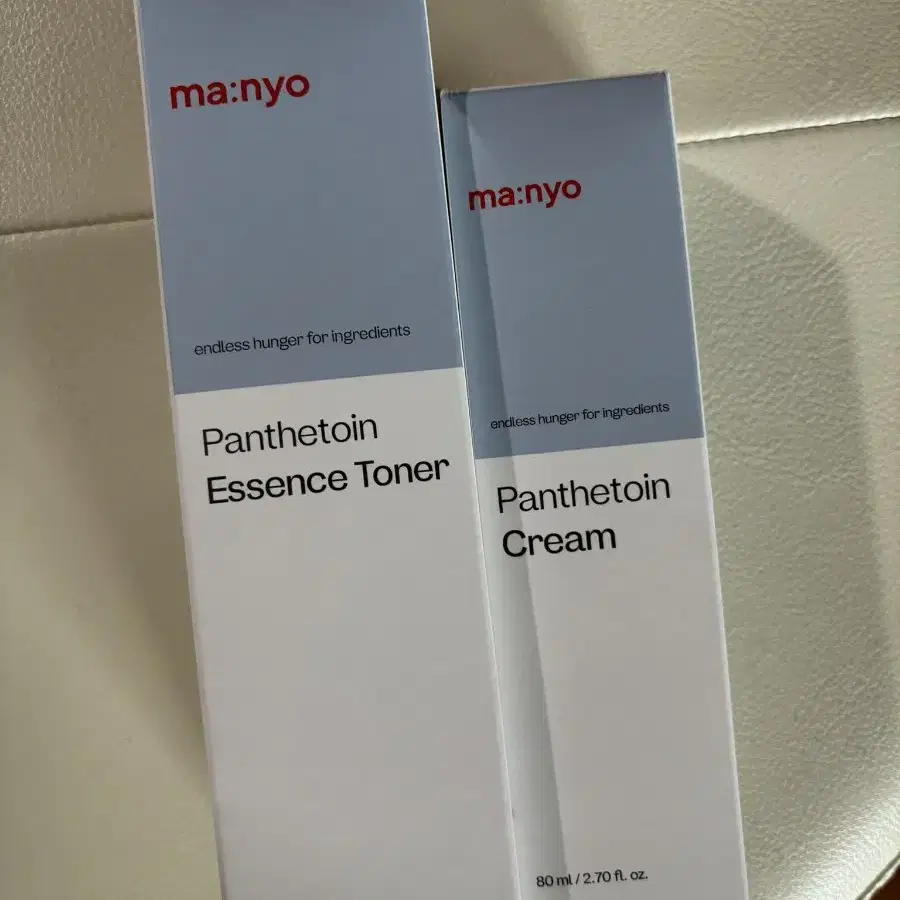 ma:nyo
endless hunger for ingredients
Panthetoin
Essence Toner
ma:nyo
endless hunger for ingredients
Panthetoin
Cream
80 ml / 2.70 fl. oz.